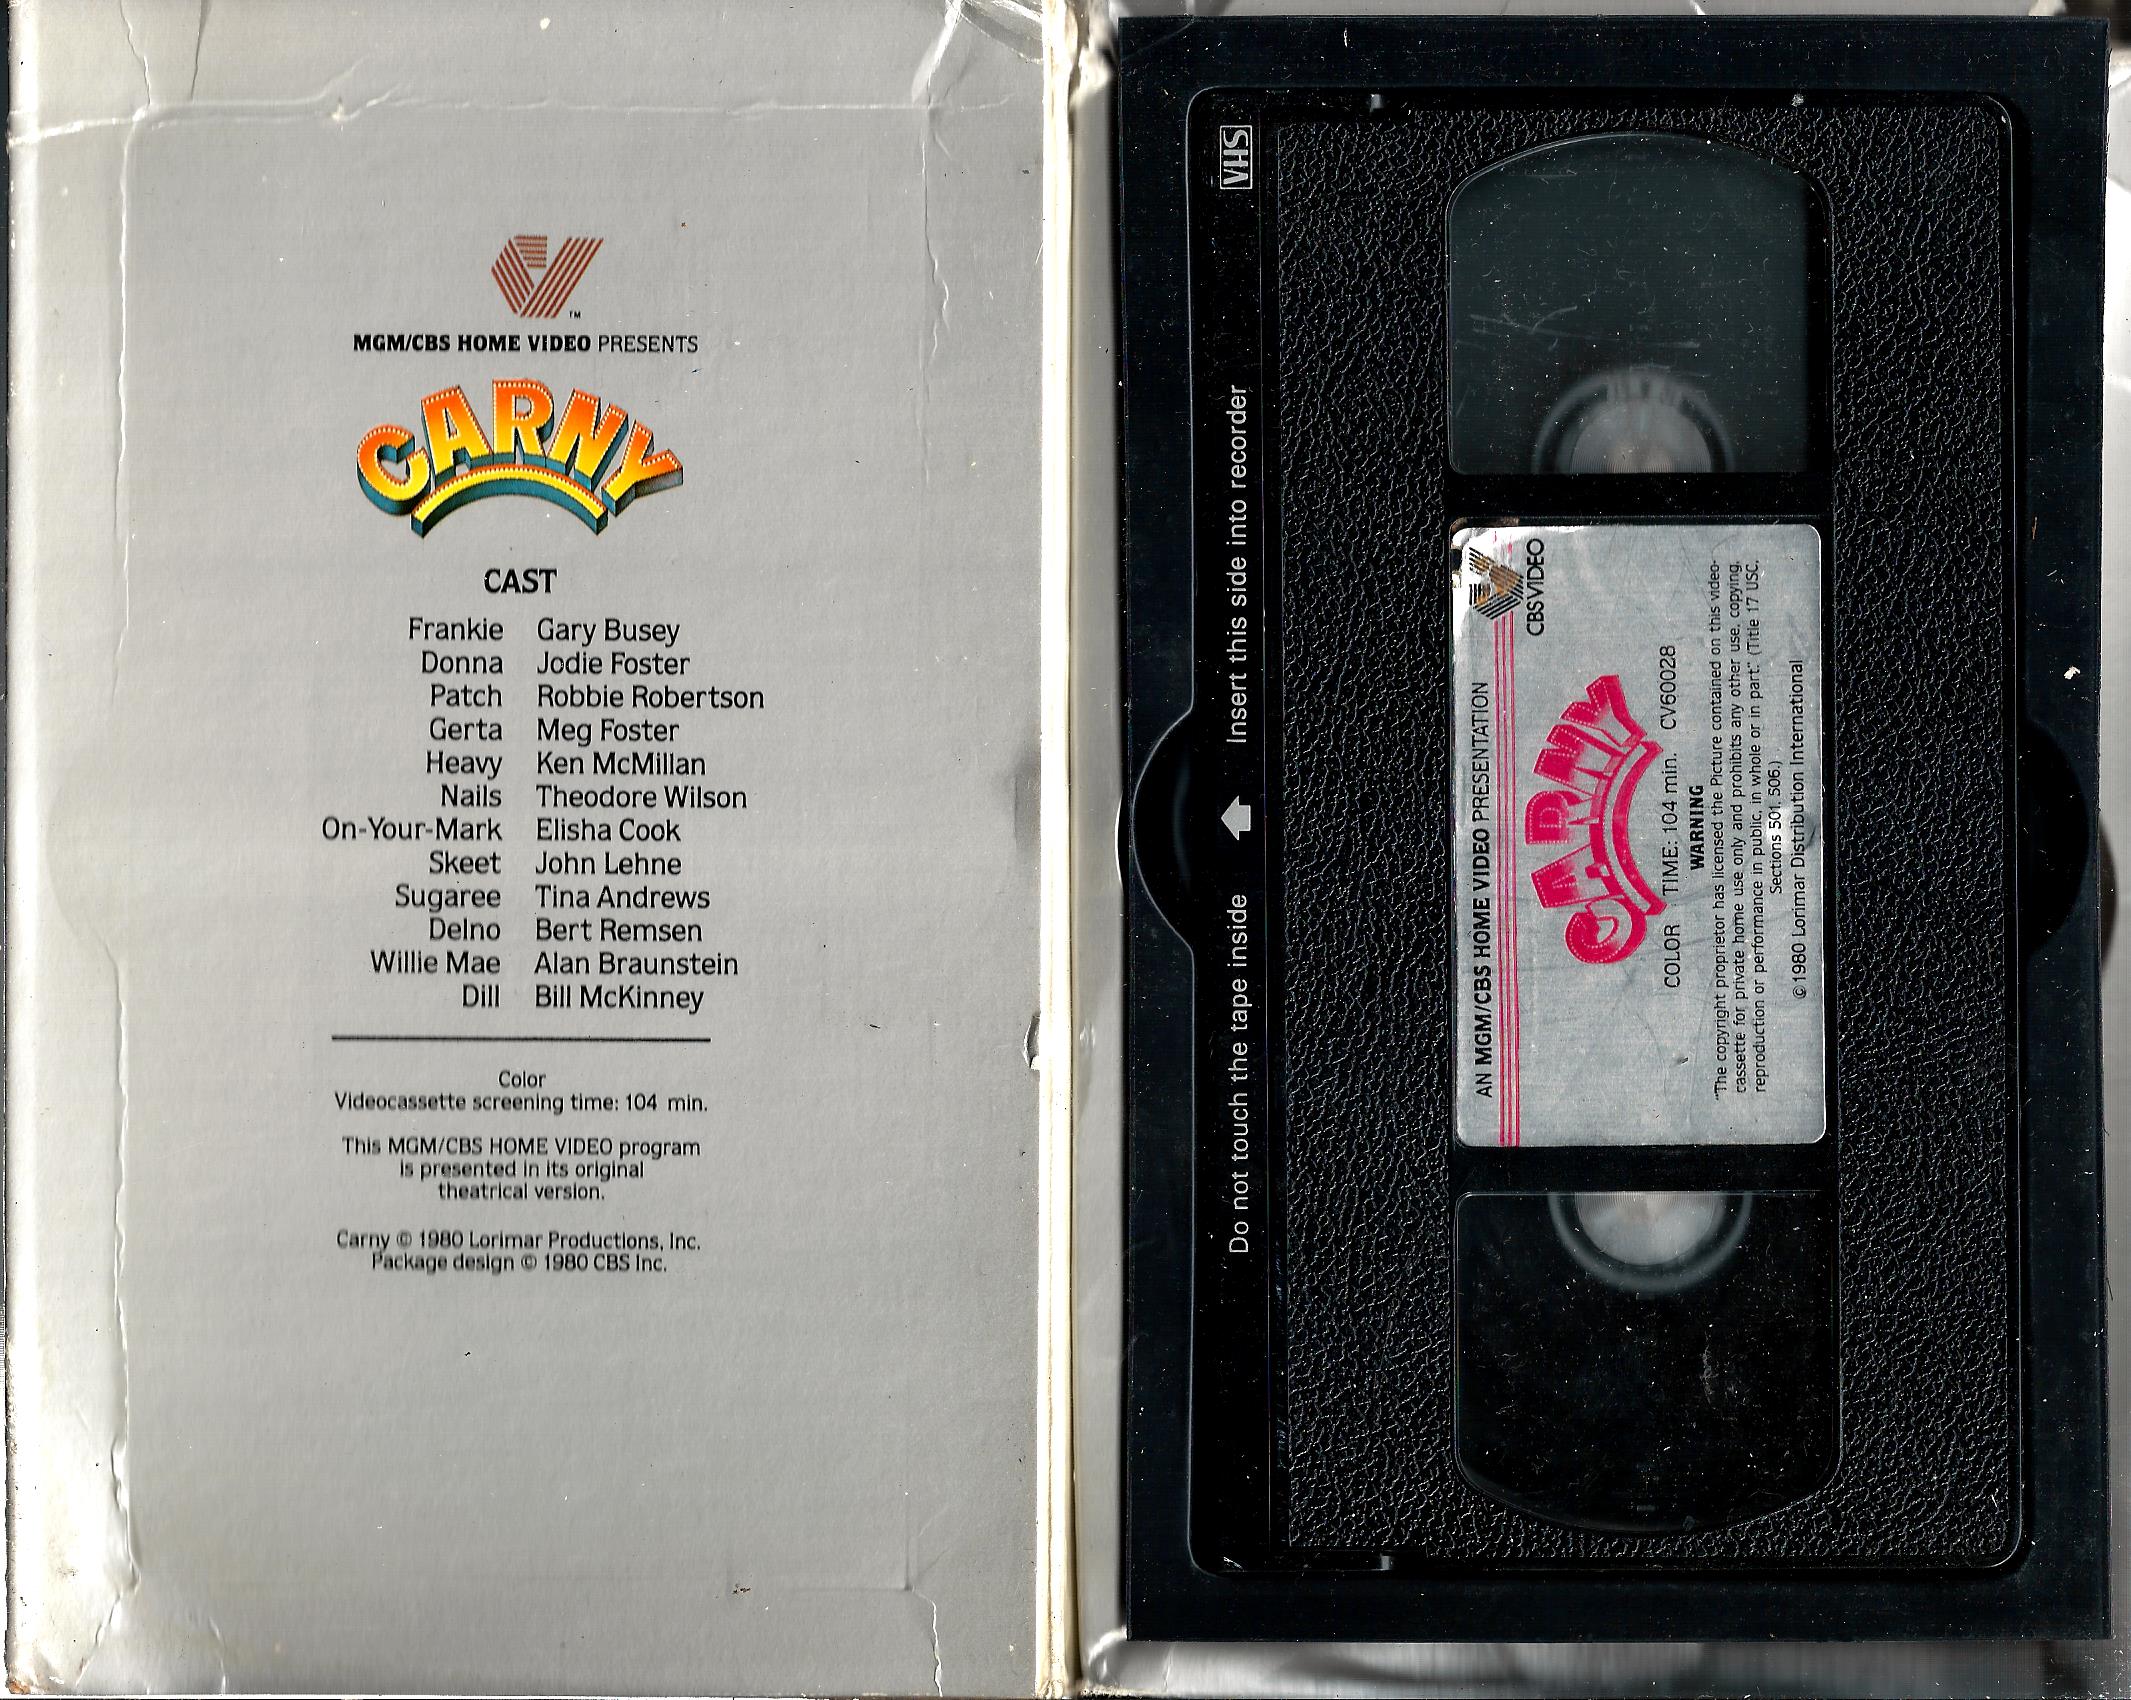 TM
MGM/CBS HOME VIDEO PRESENTS
CARNY
CAST
Frankie Gary Busey
Donna Jodie Foster
Patch Robbie Robertson
Gerta Meg Foster
Heavy Ken McMillan
Nails Theodore Wilson
On-Your-Mark Elisha Cook
Skeet John Lehne
Sugaree Tina Andrews
Delno Bert Remsen
Willie Mae Alan Braunstein
Dill Bill McKinney
Color
Videocassette screening time: 104 min.
This MGM/CBS HOME VIDEO program
is presented in its original
theatrical version.
Carny © 1980 Lorimar Productions, Inc.
Package design © 1980 CBS Inc.
Do not touch the tape inside Insert this side into recorder
VHS
AN MGM/CBS HOME VIDEO PRESENTATION
CBS VIDEO
CARNY
COLOR TIME: 104 min. CV60028
WARNING
"The copyright proprietor has licensed the Picture contained on this video-
cassette for private home use only and prohibits any other use, copying,
reproduction or performance in public, in whole or in part." (Title 17 USC,
Sections 501, 506.)
© 1980 Lorimar Distribution International